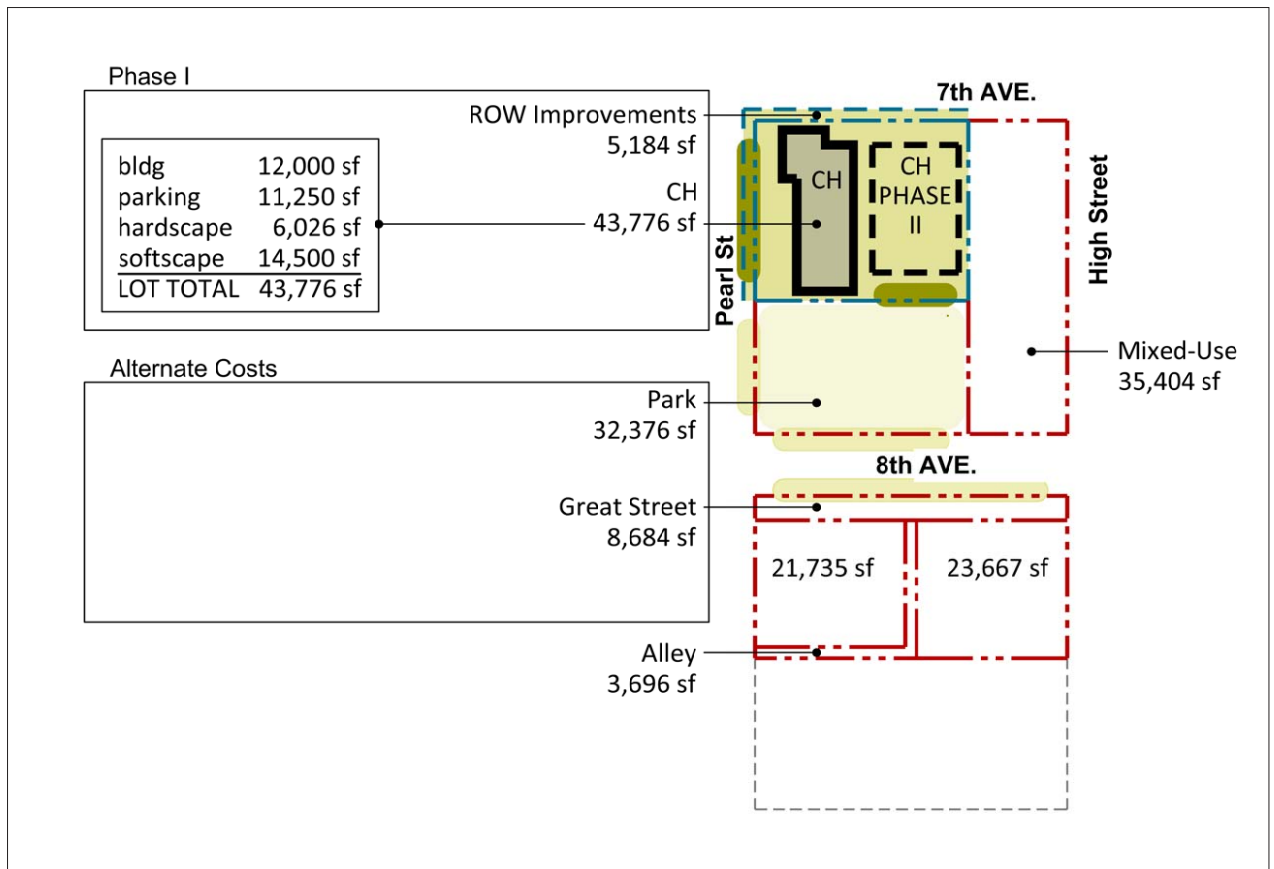 Phase I
ROW Improvements
5,184 sf
bldg 12,000 sf
parking 11,250 sf
hardscape 6,026 sf
softscape 14,500 sf
LOT TOTAL 43,776 sf
CH
43,776 sf
7th AVE.
CH
CH
PHASE
II
Pearl St
High Street
Mixed-Use
35,404 sf
Alternate Costs
Park
32,376 sf
8th AVE.
Great Street
8,684 sf
21,735 sf
23,667 sf
Alley
3,696 sf